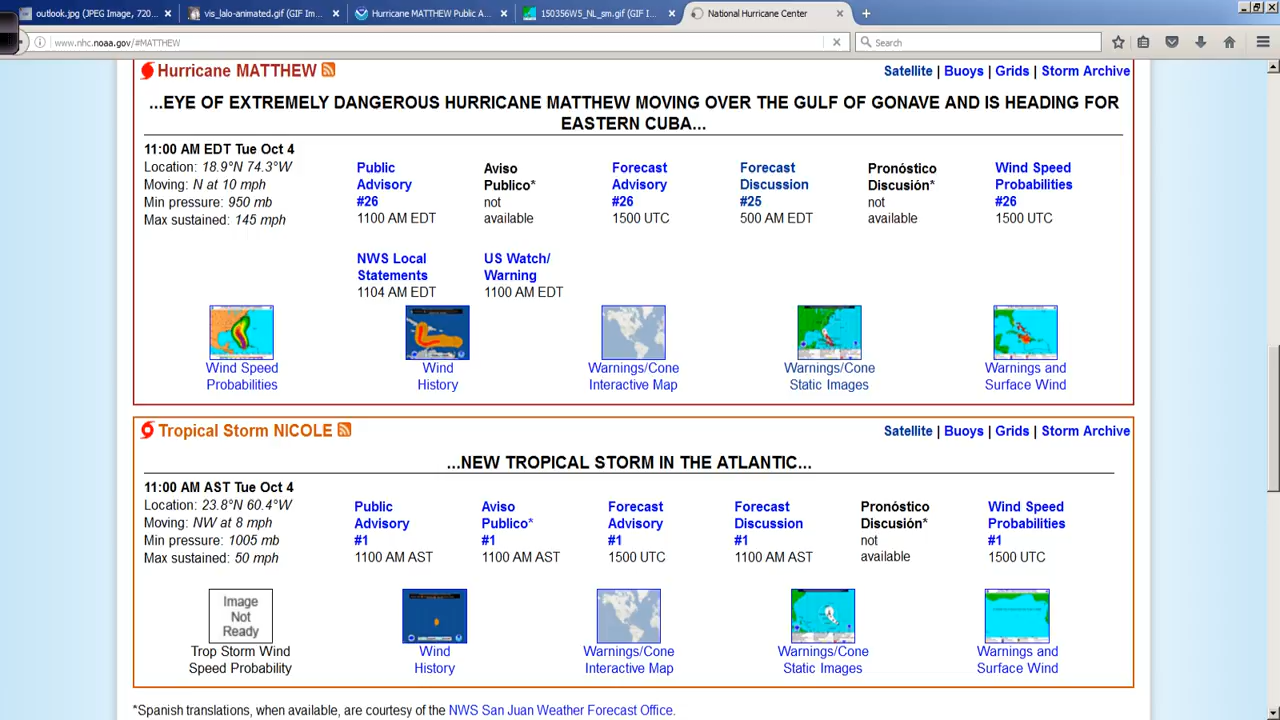 outlook.jpg (JPEG Image, 720...
vis_lalo-animated.gif (GIF Im...
Hurricane MATTHEW Public A...
150356W5_NL_sm.gif (GIF I...
National Hurricane Center
www.nhc.noaa.gov/#MATTHEW
Search
Hurricane MATTHEW
Satellite | Buoys | Grids | Storm Archive
...EYE OF EXTREMELY DANGEROUS HURRICANE MATTHEW MOVING OVER THE GULF OF GONAVE AND IS HEADING FOR
EASTERN CUBA...
11:00 AM EDT Tue Oct 4
Location: 18.9°N 74.3°W
Moving: N at 10 mph
Min pressure: 950 mb
Max sustained: 145 mph
Public
Advisory
#26
1100 AM EDT
Aviso
Publico*
not
available
Forecast
Advisory
#26
1500 UTC
Forecast
Discussion
#25
500 AM EDT
Pronóstico
Discusión*
not
available
Wind Speed
Probabilities
#26
1500 UTC
NWS Local
Statements
1104 AM EDT
US Watch/
Warning
1100 AM EDT
Wind Speed
Probabilities
Wind
History
Warnings/Cone
Interactive Map
Warnings/Cone
Static Images
Warnings and
Surface Wind
Tropical Storm NICOLE
Satellite | Buoys | Grids | Storm Archive
...NEW TROPICAL STORM IN THE ATLANTIC...
11:00 AM AST Tue Oct 4
Location: 23.8°N 60.4°W
Moving: NW at 8 mph
Min pressure: 1005 mb
Max sustained: 50 mph
Public
Advisory
#1
1100 AM AST
Aviso
Publico*
#1
1100 AM AST
Forecast
Advisory
#1
1500 UTC
Forecast
Discussion
#1
1100 AM AST
Pronóstico
Discusión*
not
available
Wind Speed
Probabilities
#1
1500 UTC
Image
Not
Ready
Trop Storm Wind
Speed Probability
Wind
History
Warnings/Cone
Interactive Map
Warnings/Cone
Static Images
Warnings and
Surface Wind
*Spanish translations, when available, are courtesy of the NWS San Juan Weather Forecast Office.